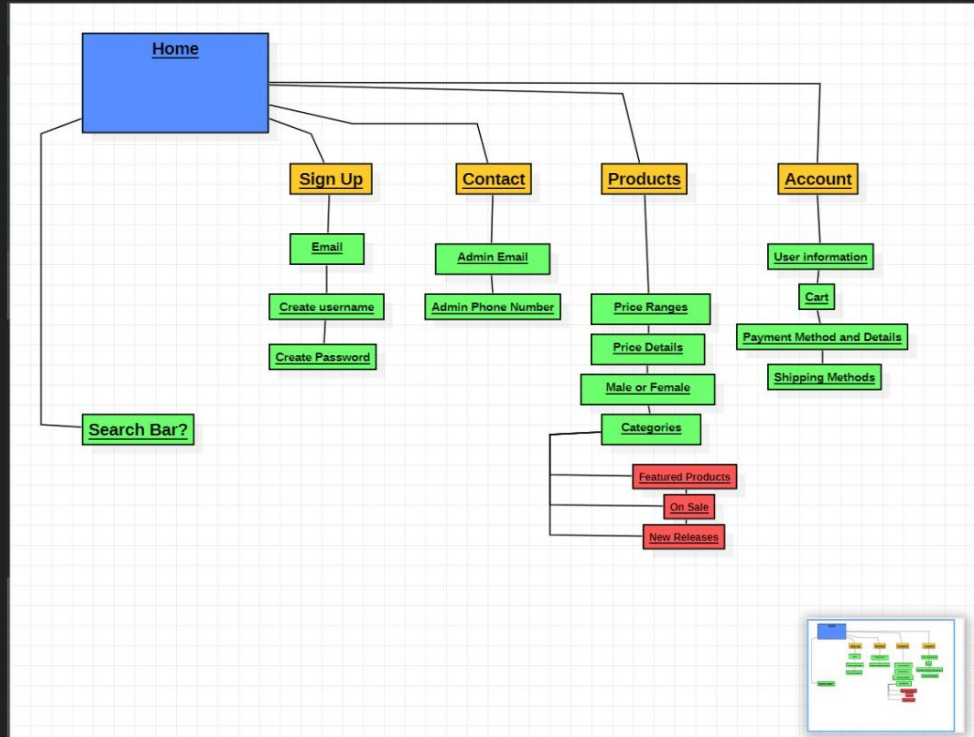 Home
Sign Up
Contact
Products
Account
Email
Create username
Create Password
Admin Email
Admin Phone Number
Price Ranges
Price Details
Male or Female
Categories
Featured Products
On Sale
New Releases
User information
Cart
Payment Method and Details
Shipping Methods
Search Bar?